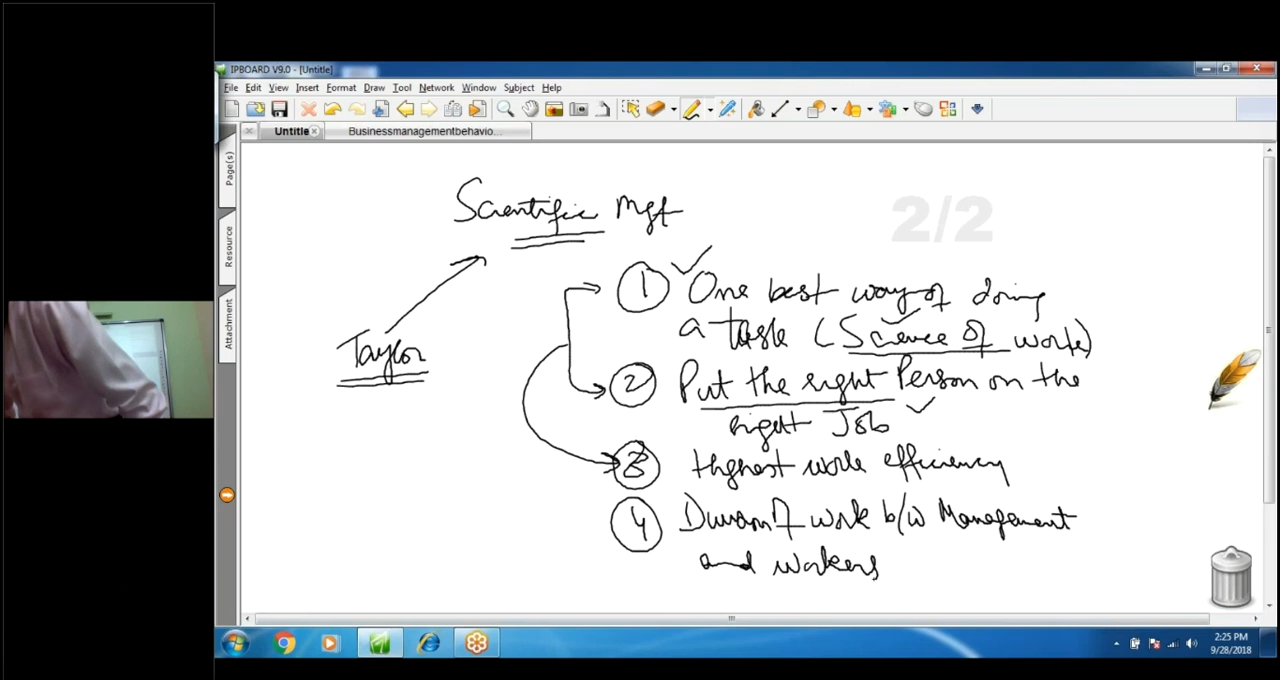 IPBOARD V9.0 - [Untitle]
File Edit View Insert Format Draw Tool Network Window Subject Help
Untitle Businessmanagementbehavio...
Page(s)
Resource
Attachment
2/2
Scientific Mgt
Taylor
1 One best way of doing
a task (Science of work)
2 Put the right Person on the
right Job
3 Highest work efficiency
4 Division of work b/w Management
and workers
2:25 PM
9/28/2018